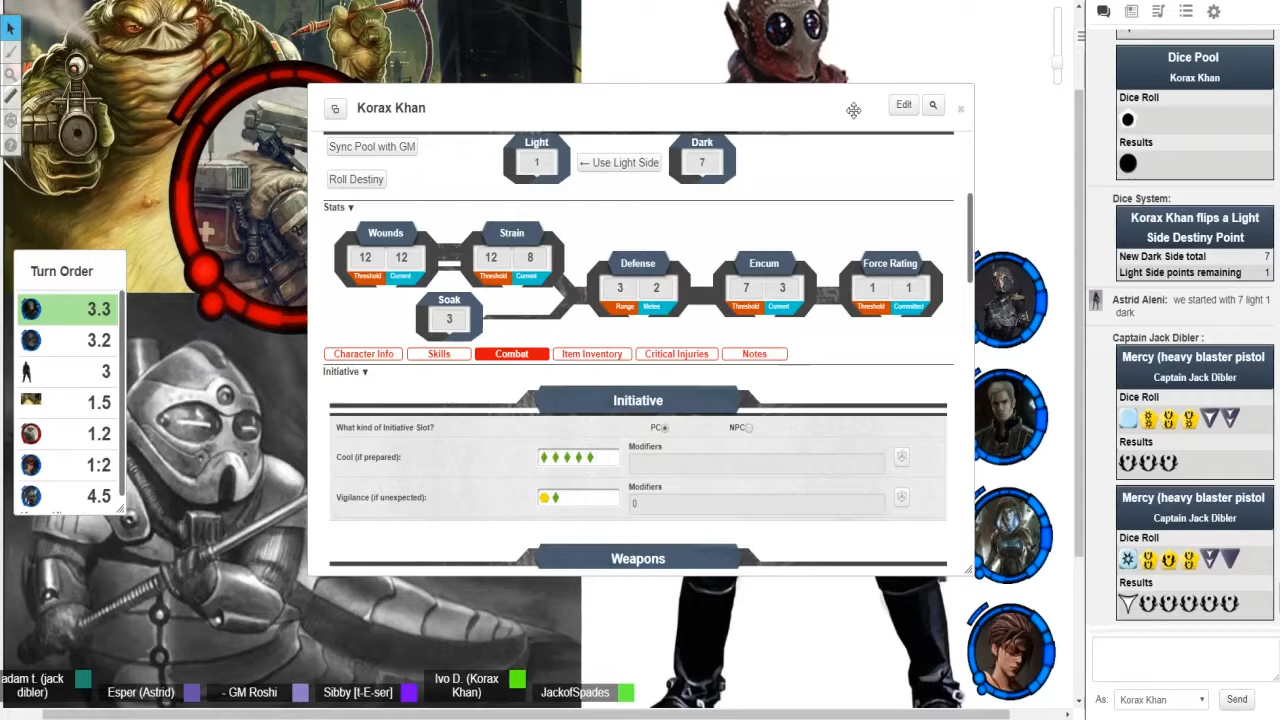 Turn Order
3.3
3.2
3
1.5
1.2
1:2
4.5
Korax Khan
Edit
Sync Pool with GM
Roll Destiny
Light
1
← Use Light Side
Dark
7
Stats ▼
Wounds
12 12
Threshold Current
Strain
12 8
Threshold Current
Soak
3
Defense
3 2
Range Melee
Encum
7 3
Threshold Current
Force Rating
1 1
Threshold Committed
Character Info
Skills
Combat
Item Inventory
Critical Injuries
Notes
Initiative ▼
Initiative
What kind of Initiative Slot?
PC
NPC
Cool (if prepared):
Modifiers
Vigilance (if unexpected):
Modifiers
0
Weapons
Dice Pool
Korax Khan
Dice Roll
Results
Dice System:
Korax Khan flips a Light
Side Destiny Point
New Dark Side total 7
Light Side points remaining 1
Astrid Aleni: we started with 7 light 1
dark
Captain Jack Dibler :
Mercy (heavy blaster pistol
Captain Jack Dibler
Dice Roll
Results
Mercy (heavy blaster pistol
Captain Jack Dibler
Dice Roll
Results
As: Korax Khan
Send
adam t. (jack
dibler)
Esper (Astrid)
- GM Roshi
Sibby [t-E-ser]
Ivo D. (Korax
Khan)
JackofSpades